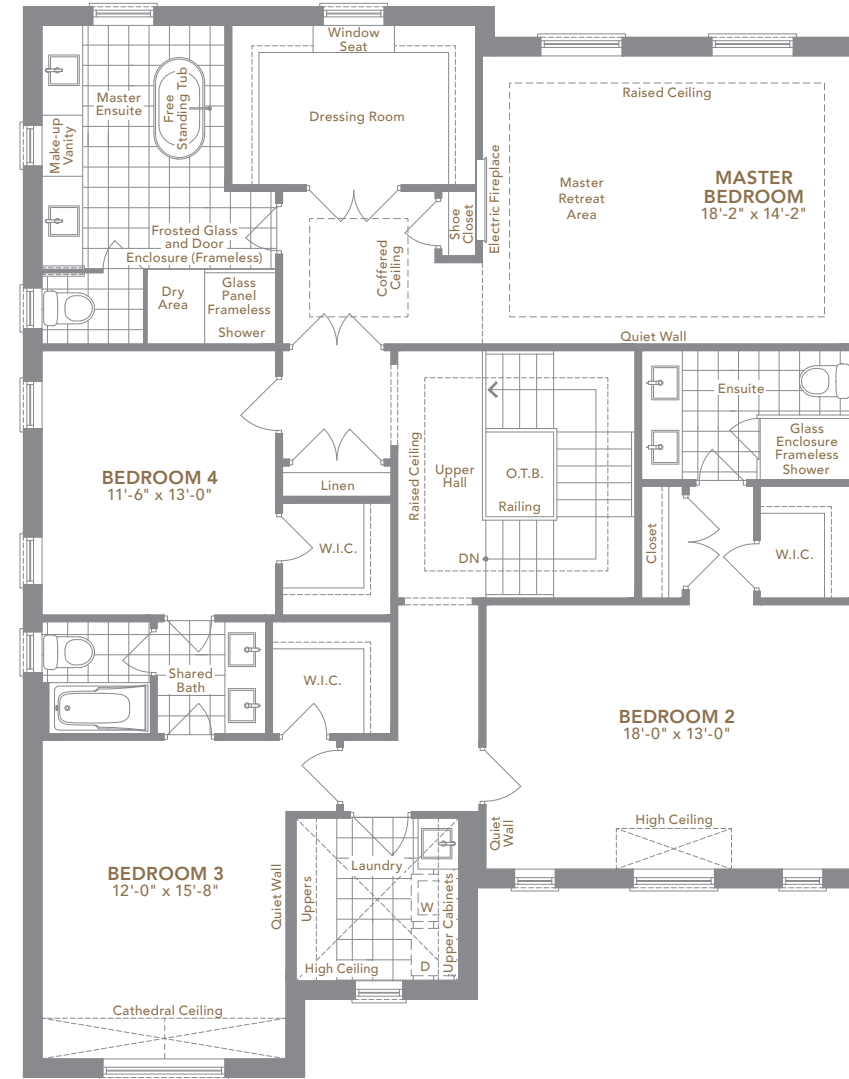 Window
Seat
Master
Ensuite
Free
Standing Tub
Make-up
Vanity
Dressing Room
Raised Ceiling
Master
Retreat
Area
MASTER
BEDROOM
18'-2" x 14'-2"
Electric Fireplace
Shoe
Closet
Coffered
Ceiling
Frosted Glass
and Door
Enclosure (Frameless)
Dry
Area
Glass
Panel
Frameless
Shower
Quiet Wall
Ensuite
Glass
Enclosure
Frameless
Shower
BEDROOM 4
11'-6" x 13'-0"
Linen
W.I.C.
Raised Ceiling
Upper
Hall
O.T.B.
Railing
DN
Closet
W.I.C.
Shared
Bath
W.I.C.
BEDROOM 2
18'-0" x 13'-0"
High Ceiling
Quiet
Wall
BEDROOM 3
12'-0" x 15'-8"
Quiet Wall
Laundry
Uppers
W
D
Upper Cabinets
High Ceiling
Cathedral Ceiling